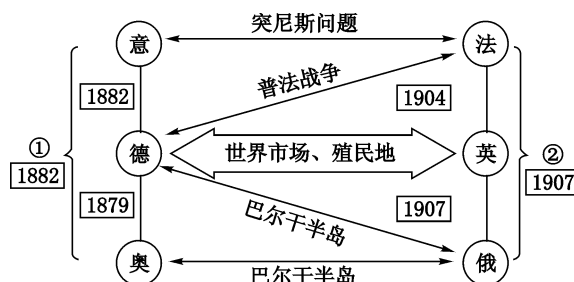 意
突尼斯问题
法
1882
普法战争
1904
①
1882
德
世界市场、殖民地
英
②
1907
1879
巴尔干半岛
1907
奥
巴尔干半岛
俄